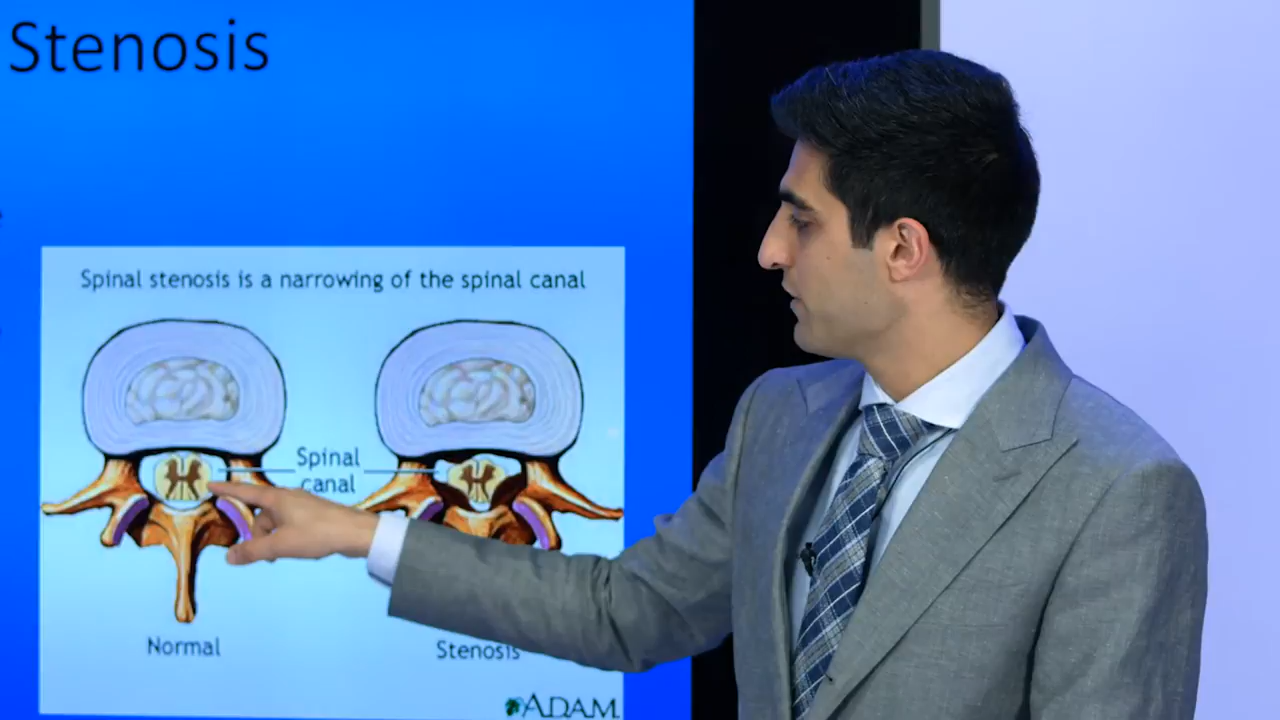 Stenosis
Spinal stenosis is a narrowing of the spinal canal
Spinal
canal
Normal
Stenosis
ADAM.